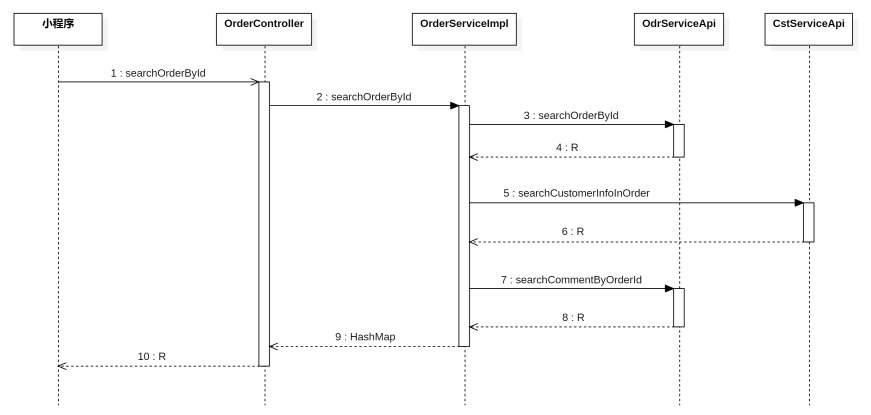 小程序
OrderController
OrderServiceImpl
OdrServiceApi
CstServiceApi
1 : searchOrderById
2 : searchOrderById
3 : searchOrderById
4 : R
5 : searchCustomerInfoInOrder
6 : R
7 : searchCommentByOrderId
8 : R
9 : HashMap
10 : R